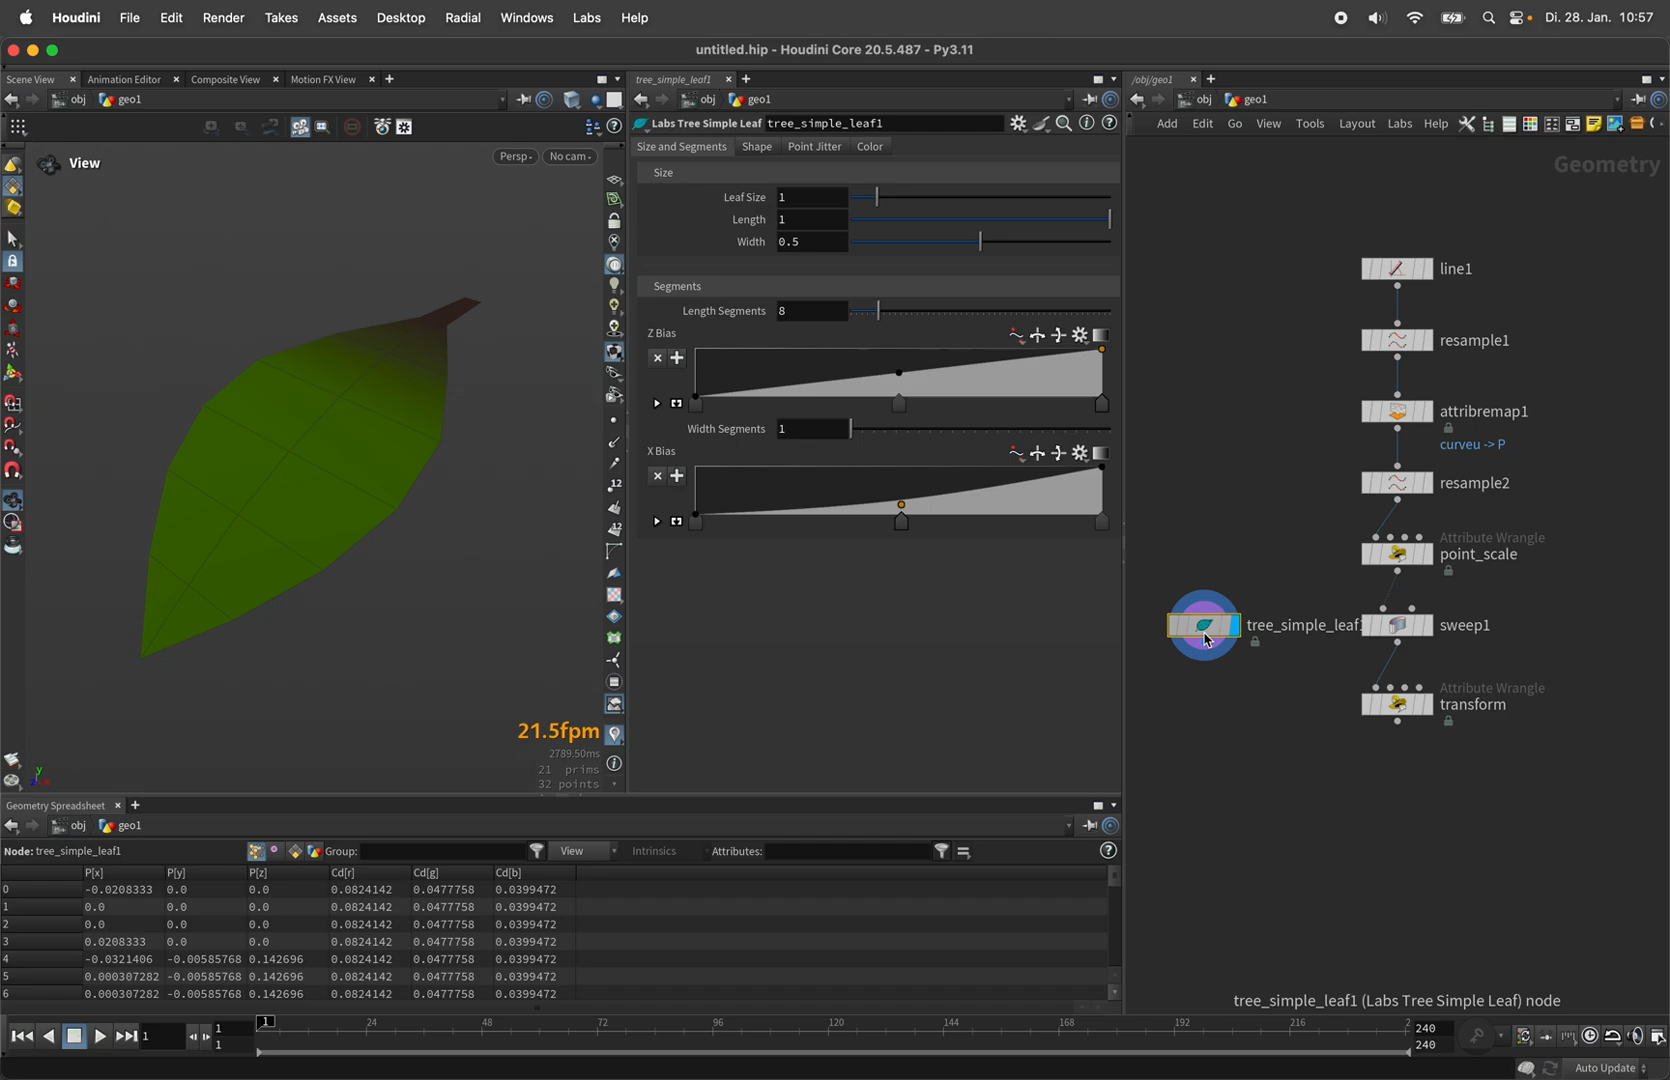 Houdini File Edit Render Takes Assets Desktop Radial Windows Labs Help Di. 28. Jan. 10:57
untitled.hip - Houdini Core 20.5.487 - Py3.11
Scene View Animation Editor Composite View Motion FX View
obj geo1
View
Persp No cam
21.5fpm
2789.50ms
21 prims
32 points
tree_simple_leaf1
obj geo1
Labs Tree Simple Leaf tree_simple_leaf1
Size and Segments Shape Point Jitter Color
Size
Leaf Size 1
Length 1
Width 0.5
Segments
Length Segments 8
Z Bias
Width Segments 1
X Bias
/obj/geo1
obj geo1
Add Edit Go View Tools Layout Labs Help
Geometry
line1
resample1
attribremap1
curveu -> P
resample2
Attribute Wrangle
point_scale
tree_simple_leaf
sweep1
Attribute Wrangle
transform
tree_simple_leaf1 (Labs Tree Simple Leaf) node
Geometry Spreadsheet
obj geo1
Node: tree_simple_leaf1 Group: View Intrinsics Attributes:
P[x] P[y] P[z] Cd[r] Cd[g] Cd[b]
0 -0.0208333 0.0 0.0 0.0824142 0.0477758 0.0399472
1 0.0 0.0 0.0 0.0824142 0.0477758 0.0399472
2 0.0 0.0 0.0 0.0824142 0.0477758 0.0399472
3 0.0208333 0.0 0.0 0.0824142 0.0477758 0.0399472
4 -0.0321406 -0.00585768 0.142696 0.0824142 0.0477758 0.0399472
5 0.000307282 -0.00585768 0.142696 0.0824142 0.0477758 0.0399472
6 0.000307282 -0.00585768 0.142696 0.0824142 0.0477758 0.0399472
1 1 1 24 48 72 96 120 144 168 192 216 2 240
1 240
Auto Update